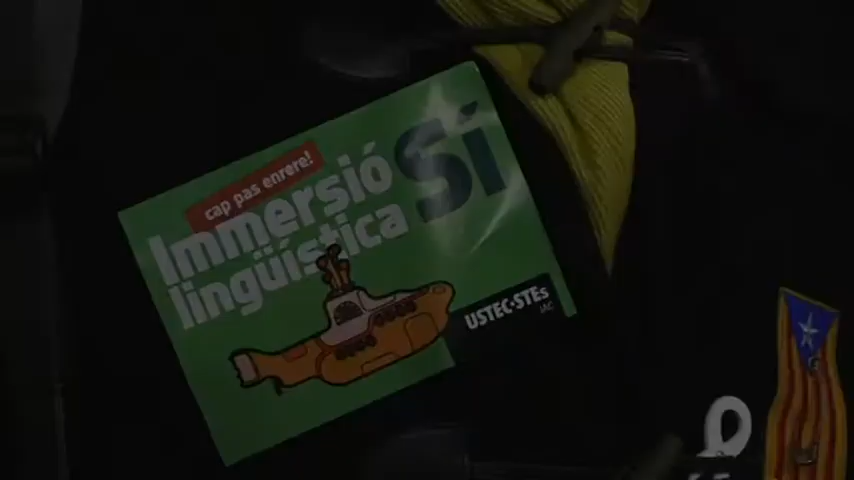 cap pas enrere!
Immersió
lingüística
Sí
USTEC·STEs
IAC